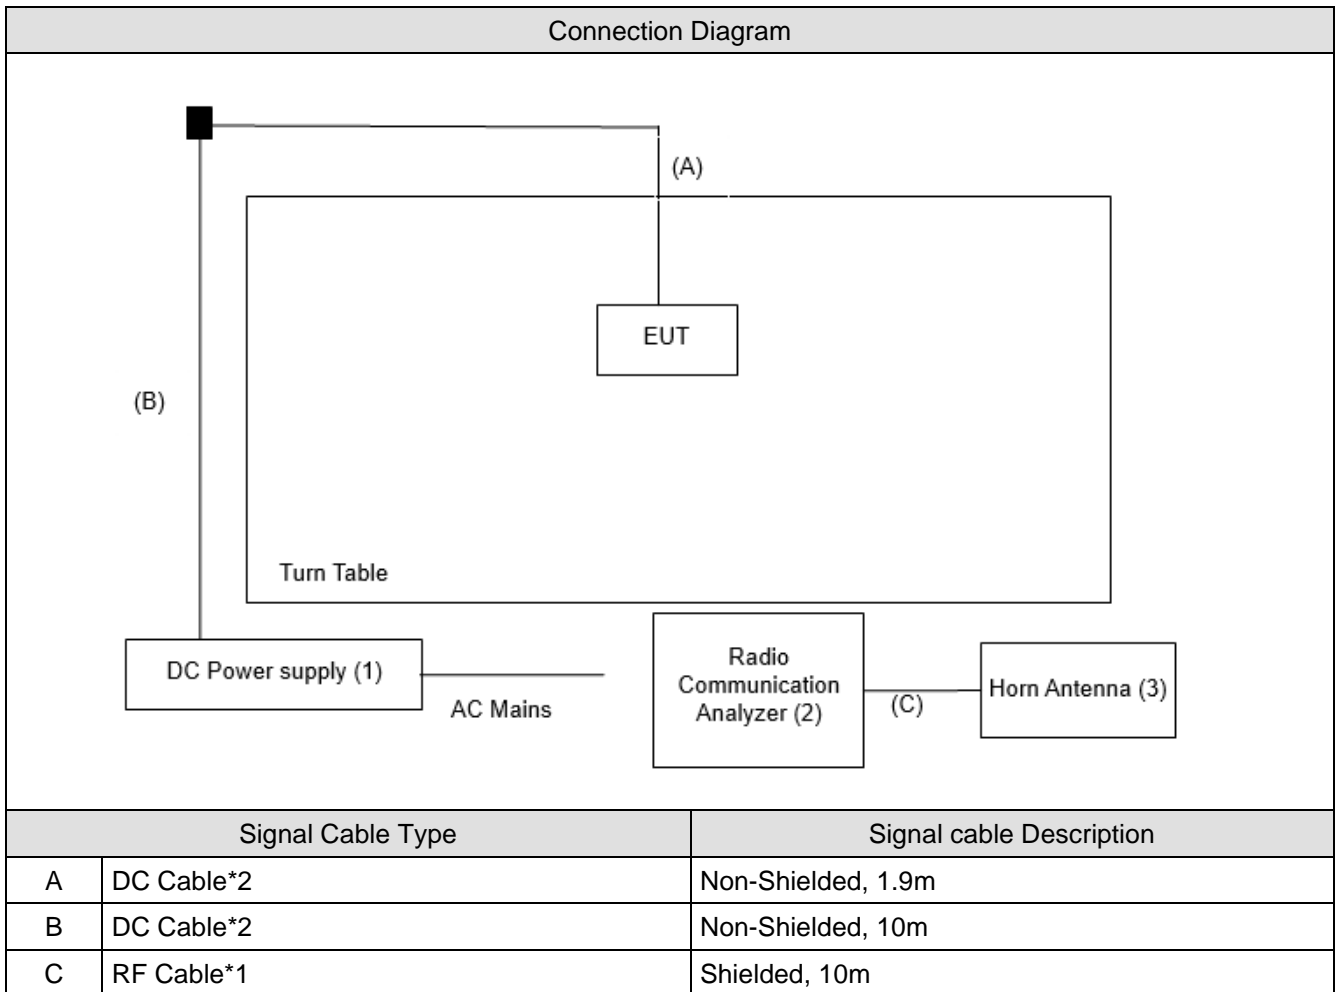 Connection Diagram
(A)
EUT
(B)
Turn Table
DC Power supply (1)
AC Mains
Radio
Communication
Analyzer (2)
(C)
Horn Antenna (3)
Signal Cable Type Signal cable Description
A DC Cable*2 Non-Shielded, 1.9m
B DC Cable*2 Non-Shielded, 10m
C RF Cable*1 Shielded, 10m